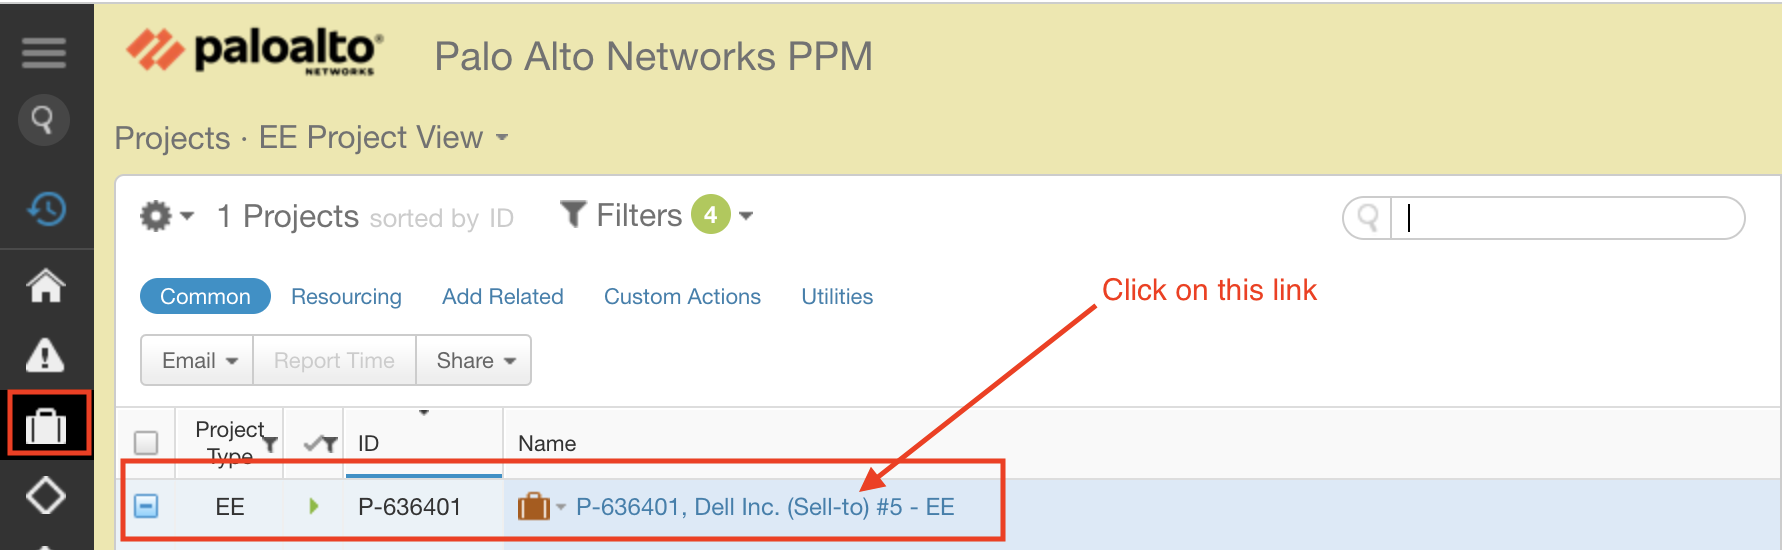 paloalto®
NETWORKS
Palo Alto Networks PPM
Projects · EE Project View
1 Projects sorted by ID
Filters 4
Common Resourcing Add Related Custom Actions Utilities
Click on this link
Email Report Time Share
Project
Type
ID
Name
EE P-636401 P-636401, Dell Inc. (Sell-to) #5 - EE